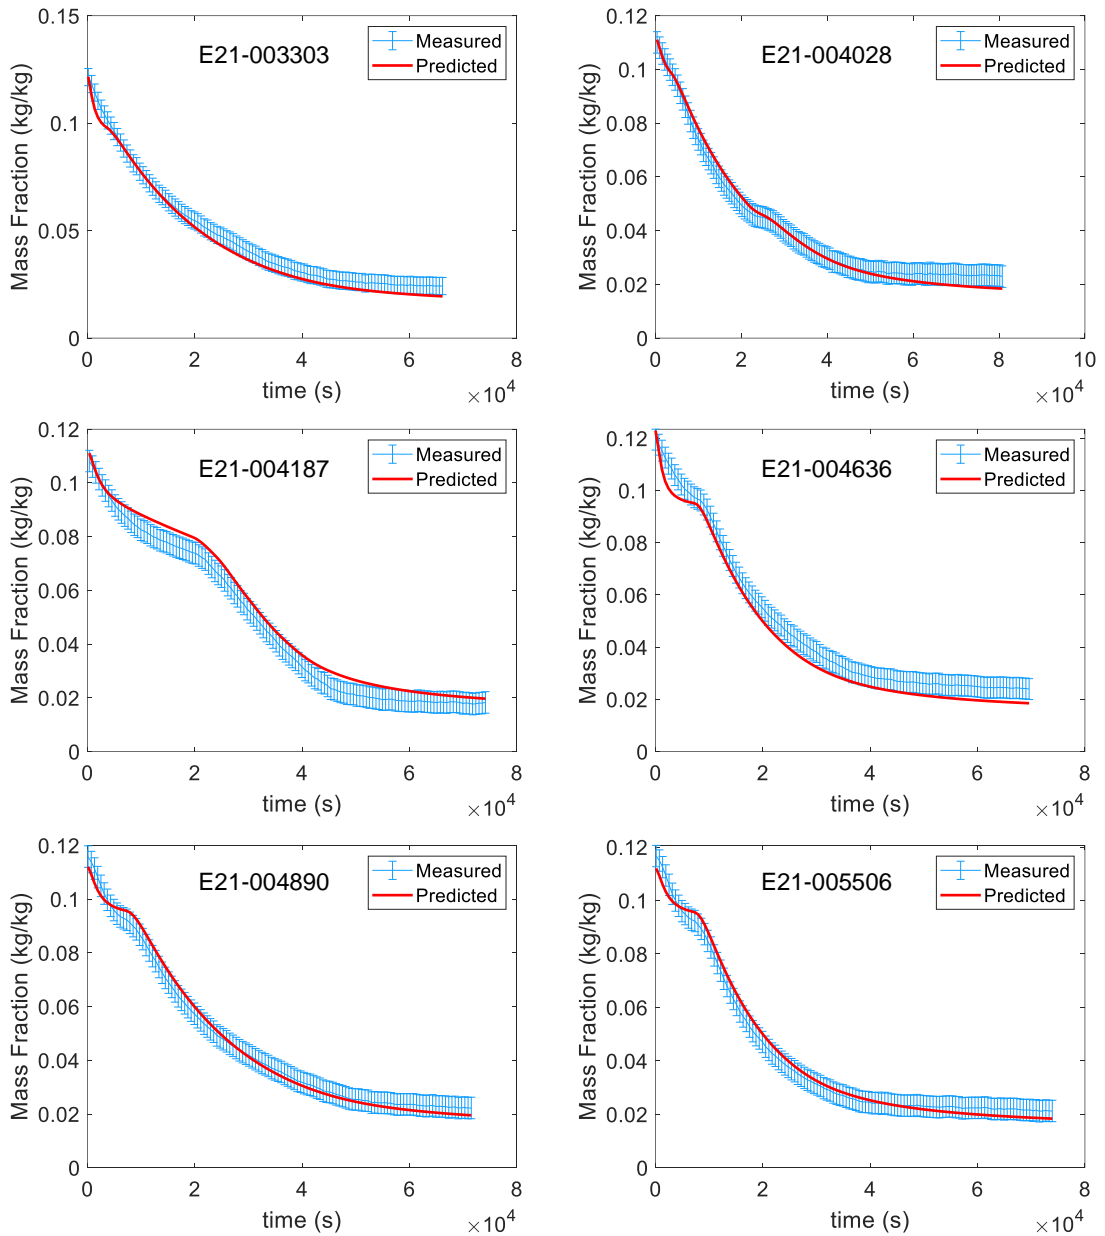 0.15
0.1
0.05
0
Mass Fraction (kg/kg)
E21-003303
Measured
Predicted
0 2 4 6 8
time (s)
×10^4
0.12
0.1
0.08
0.06
0.04
0.02
0
Mass Fraction (kg/kg)
E21-004028
Measured
Predicted
0 2 4 6 8 10
time (s)
×10^4
0.12
0.1
0.08
0.06
0.04
0.02
0
Mass Fraction (kg/kg)
E21-004187
Measured
Predicted
0 2 4 6 8
time (s)
×10^4
0.12
0.1
0.08
0.06
0.04
0.02
0
Mass Fraction (kg/kg)
E21-004636
Measured
Predicted
0 2 4 6 8
time (s)
×10^4
0.12
0.1
0.08
0.06
0.04
0.02
0
Mass Fraction (kg/kg)
E21-004890
Measured
Predicted
0 2 4 6 8
time (s)
×10^4
0.12
0.1
0.08
0.06
0.04
0.02
0
Mass Fraction (kg/kg)
E21-005506
Measured
Predicted
0 2 4 6 8
time (s)
×10^4